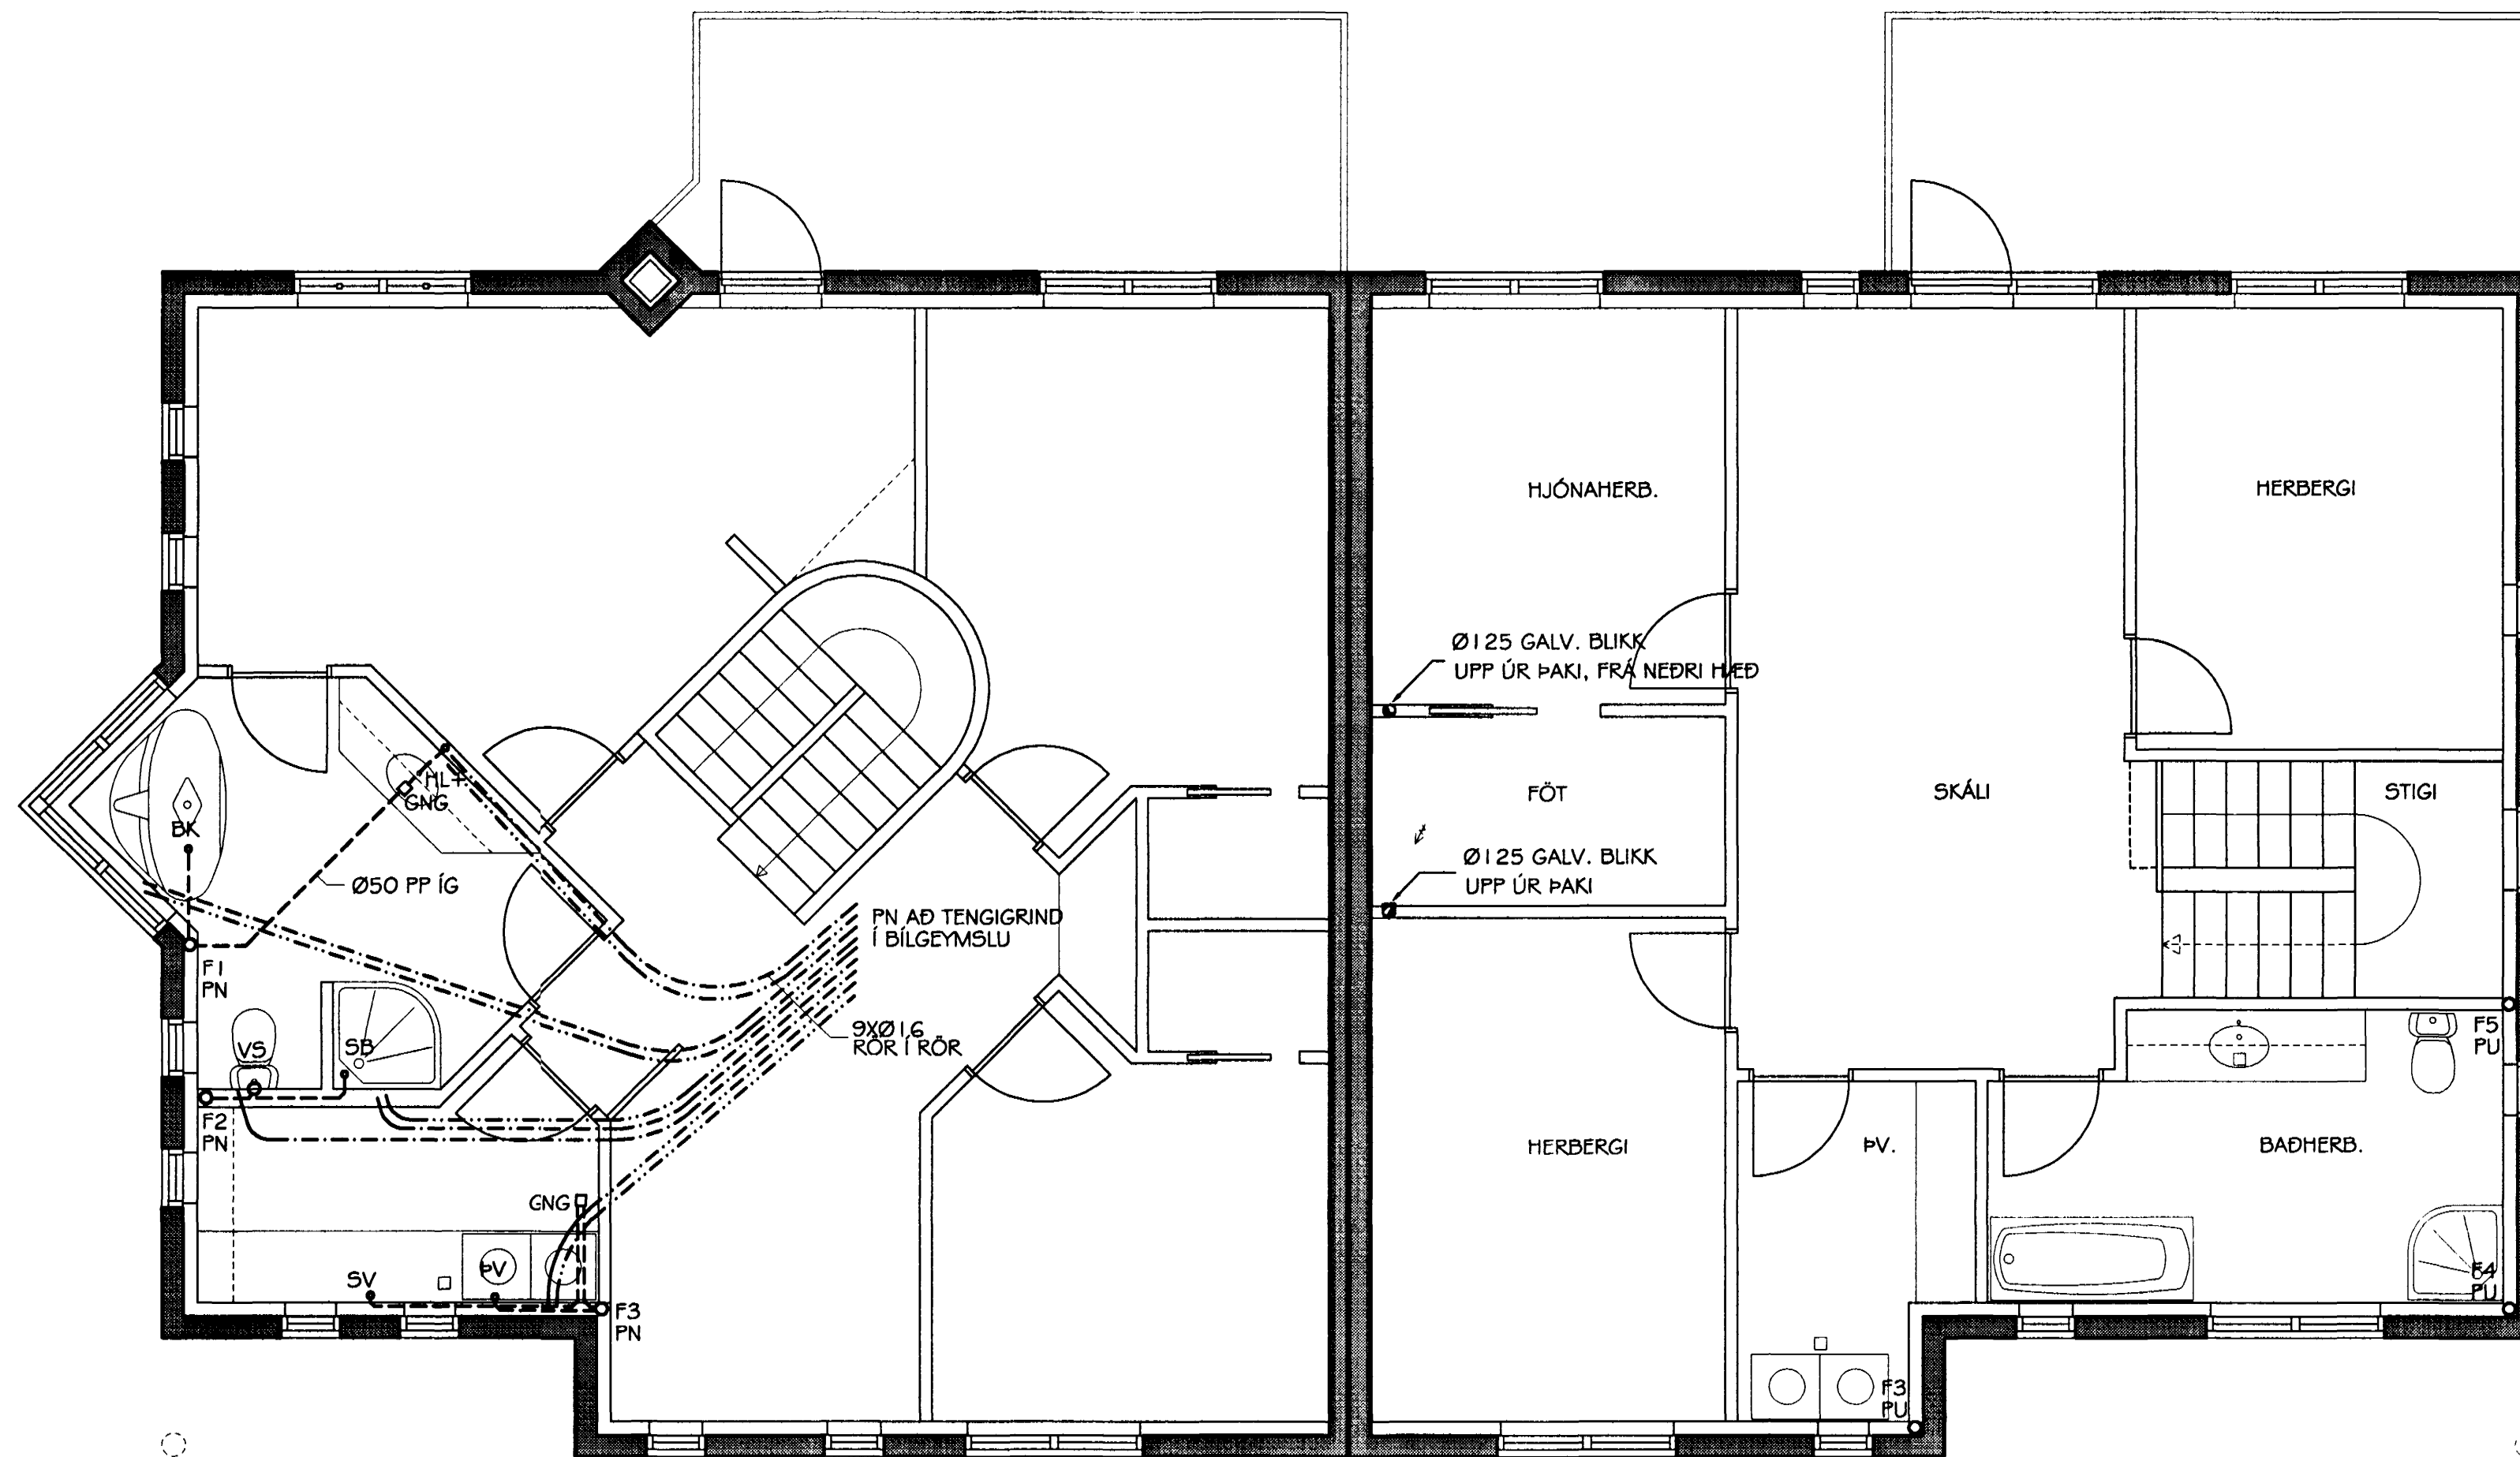 HJÓNAHERB.
HERBERGI
Ø125 GALV. BLIKK
UPP ÚR ÞAKI, FRÁ NEÐRI HÆÐ
HL+
GNG
BK
FÖT
SKÁLI
STIGI
Ø50 PP ÍG
Ø125 GALV. BLIKK
UPP ÚR ÞAKI
PN AÐ TENGIGRIND
Í BÍLGEYMSLU
F1
PN
9XØ16
RÖR Í RÖR
VS
SB
F5
PU
F2
PN
HERBERGI
ÞV.
BAÐHERB.
GNG
SV
ÞV
F4
PU
F3
PN
F3
PU